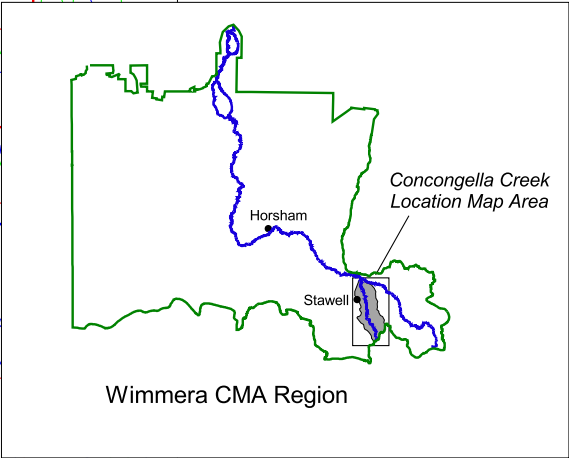 Concongella Creek
Location Map Area
Horsham
Stawell
Wimmera CMA Region